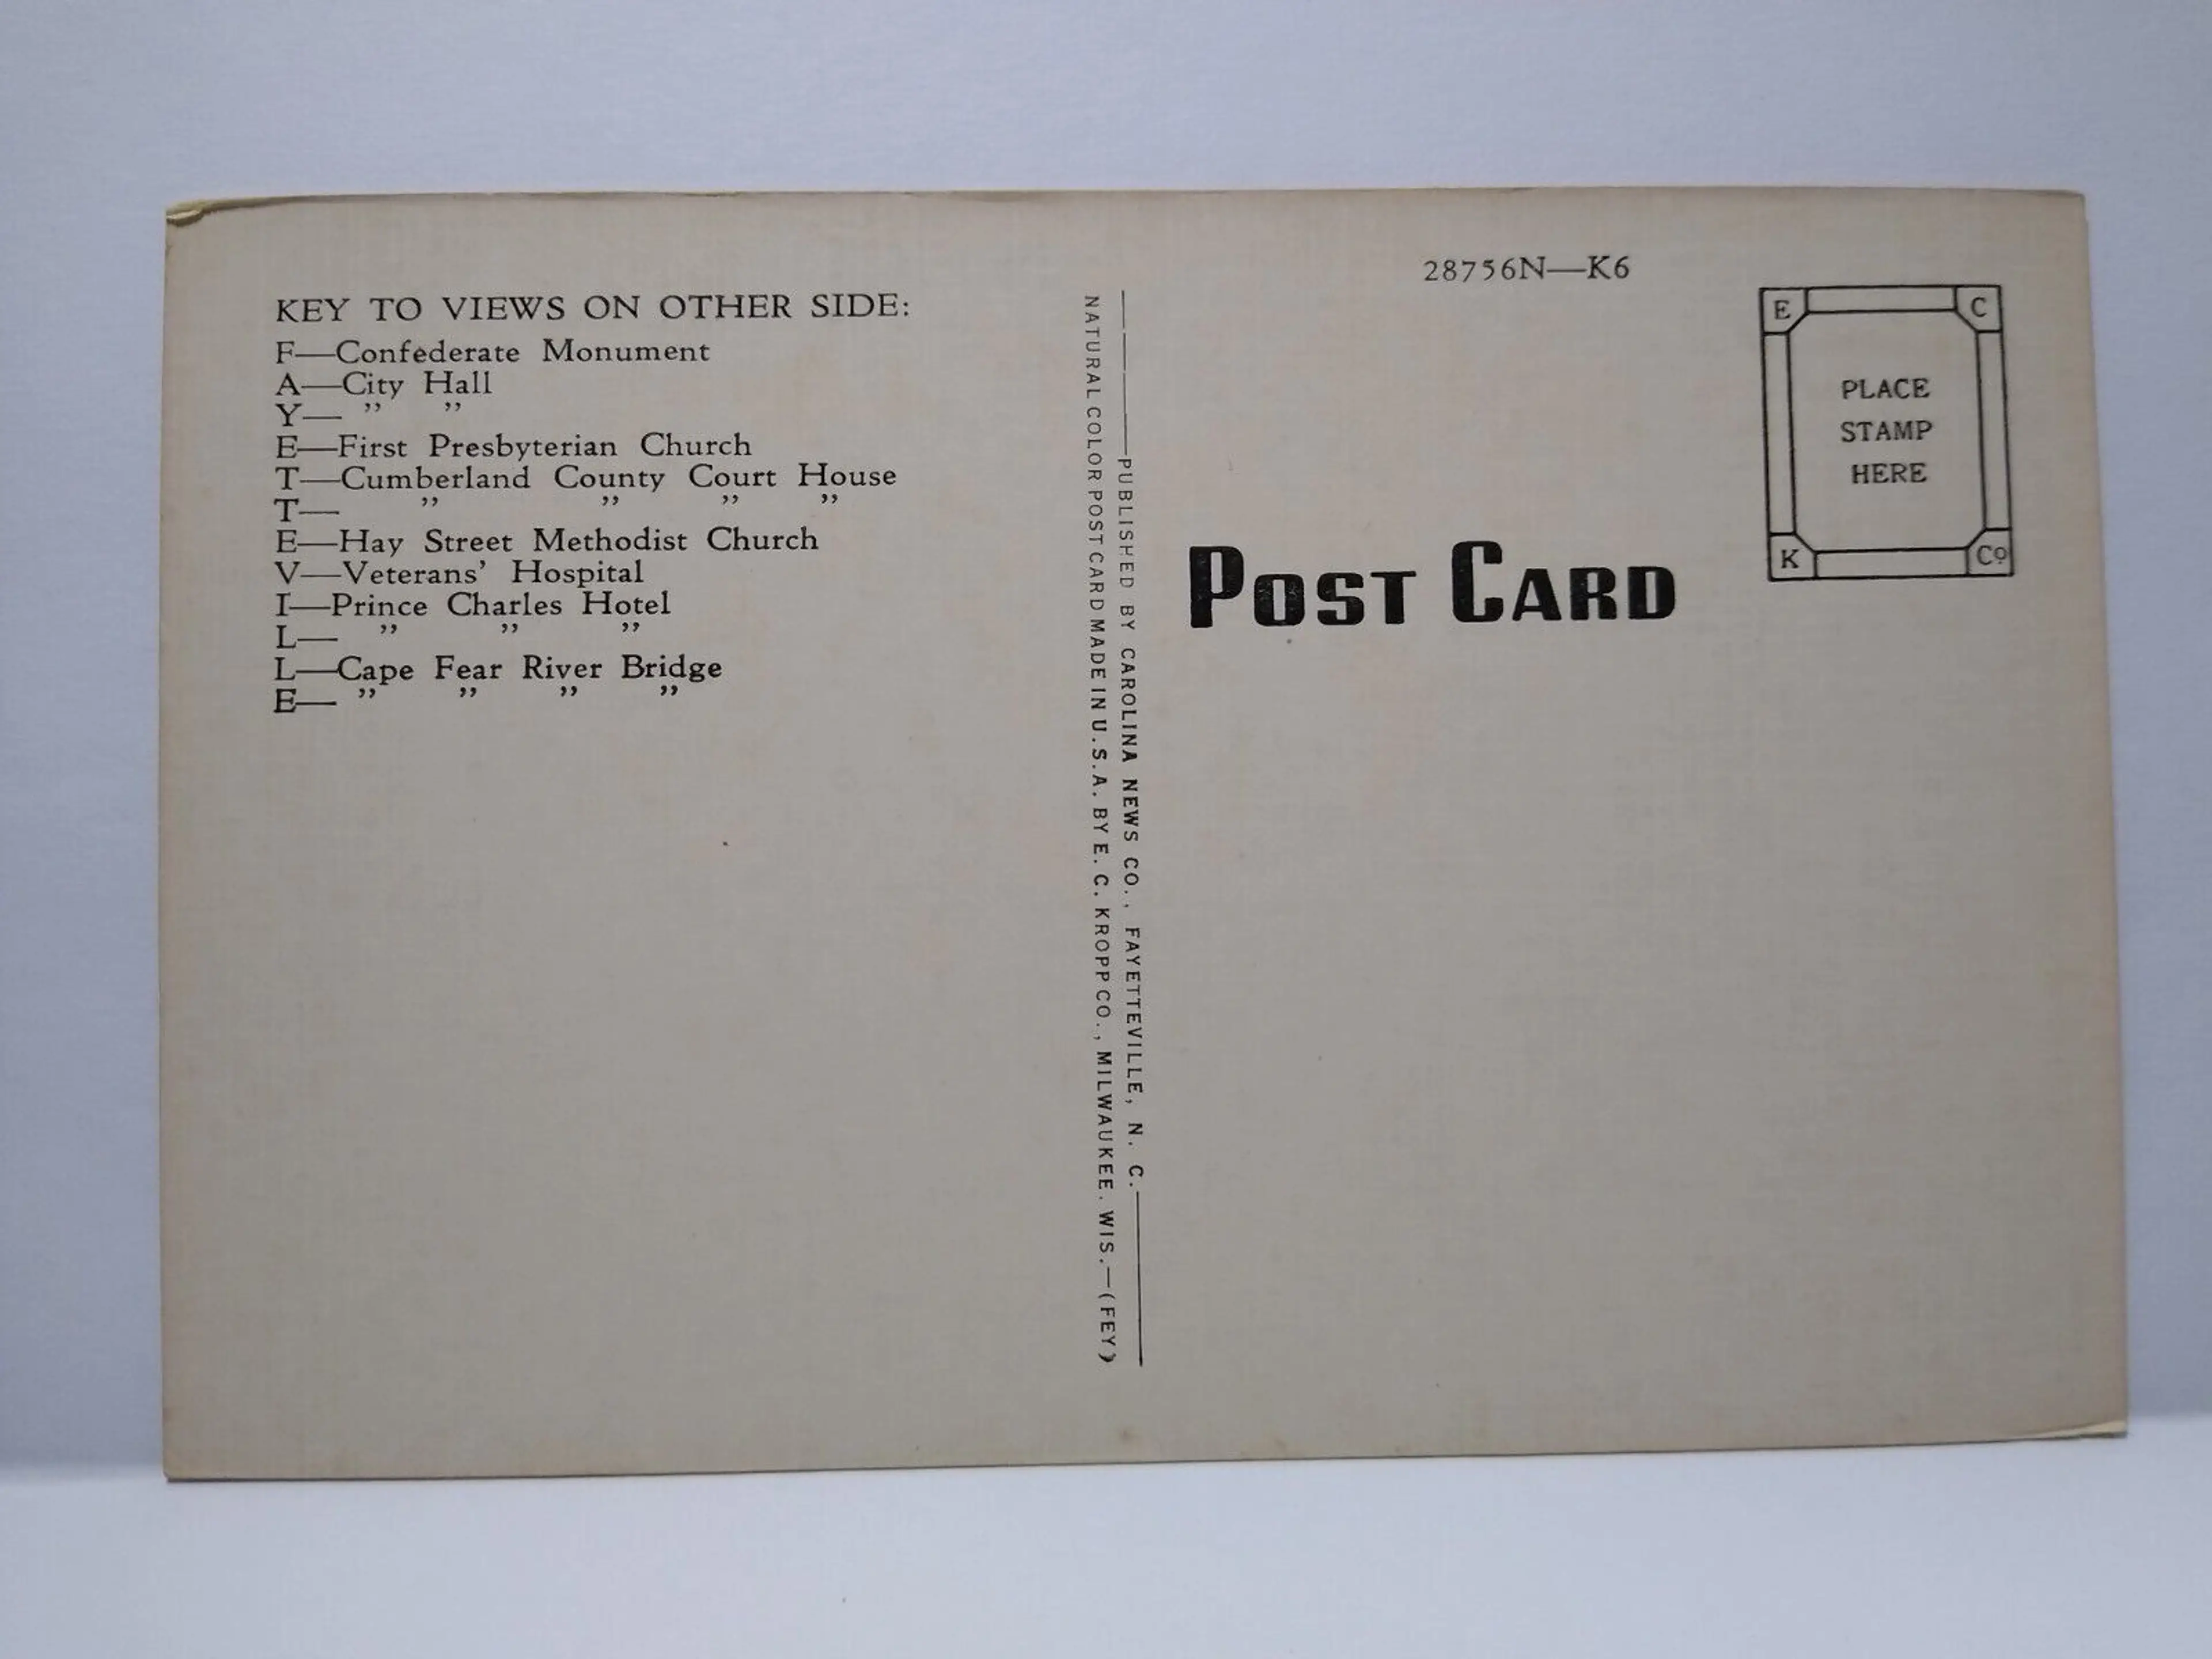 KEY TO VIEWS ON OTHER SIDE:
F—Confederate Monument
A—City Hall
Y— ” ”
E—First Presbyterian Church
T—Cumberland County Court House
T— ” ” ” ”
E—Hay Street Methodist Church
V—Veterans’ Hospital
I—Prince Charles Hotel
L— ” ” ”
L—Cape Fear River Bridge
E— ” ” ” ”
PUBLISHED BY CAROLINA NEWS CO., FAYETTEVILLE, N. C.
NATURAL COLOR POST CARD MADE IN U.S.A. BY E. C. KROPP CO., MILWAUKEE. WIS.—(FEY)
28756N—K6
POST CARD
E C
PLACE
STAMP
HERE
K Co